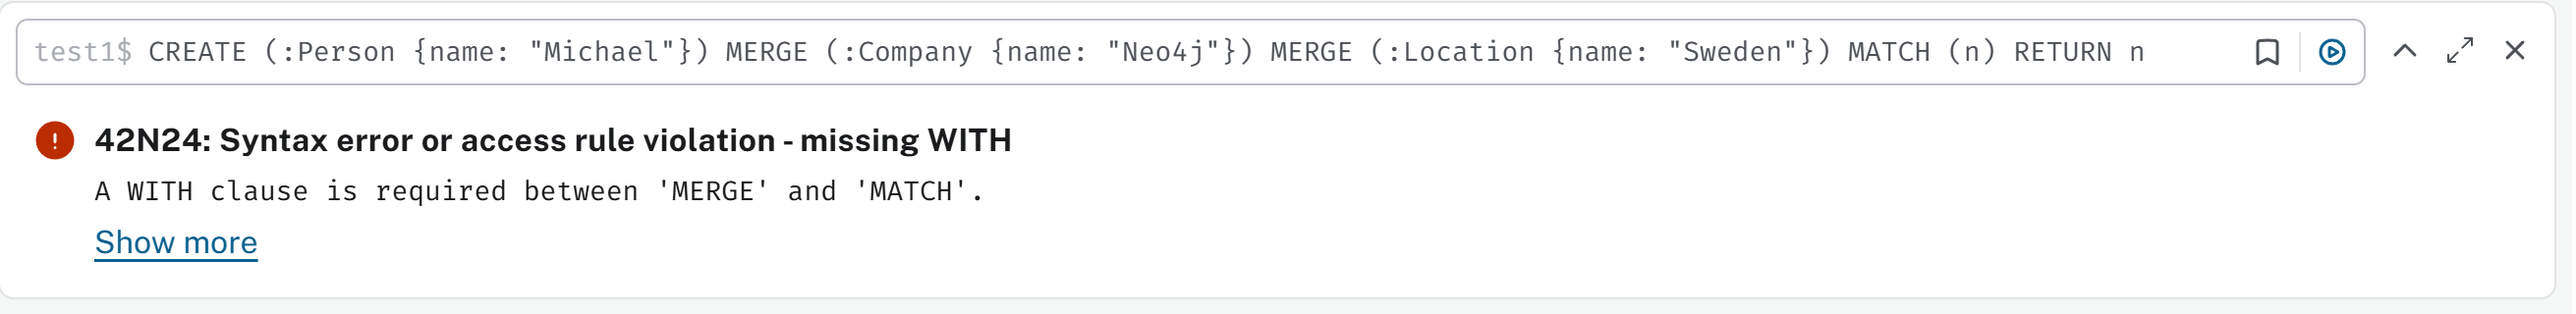 test1$ CREATE (:Person {name: "Michael"}) MERGE (:Company {name: "Neo4j"}) MERGE (:Location {name: "Sweden"}) MATCH (n) RETURN n
42N24: Syntax error or access rule violation - missing WITH
A WITH clause is required between 'MERGE' and 'MATCH'.
Show more